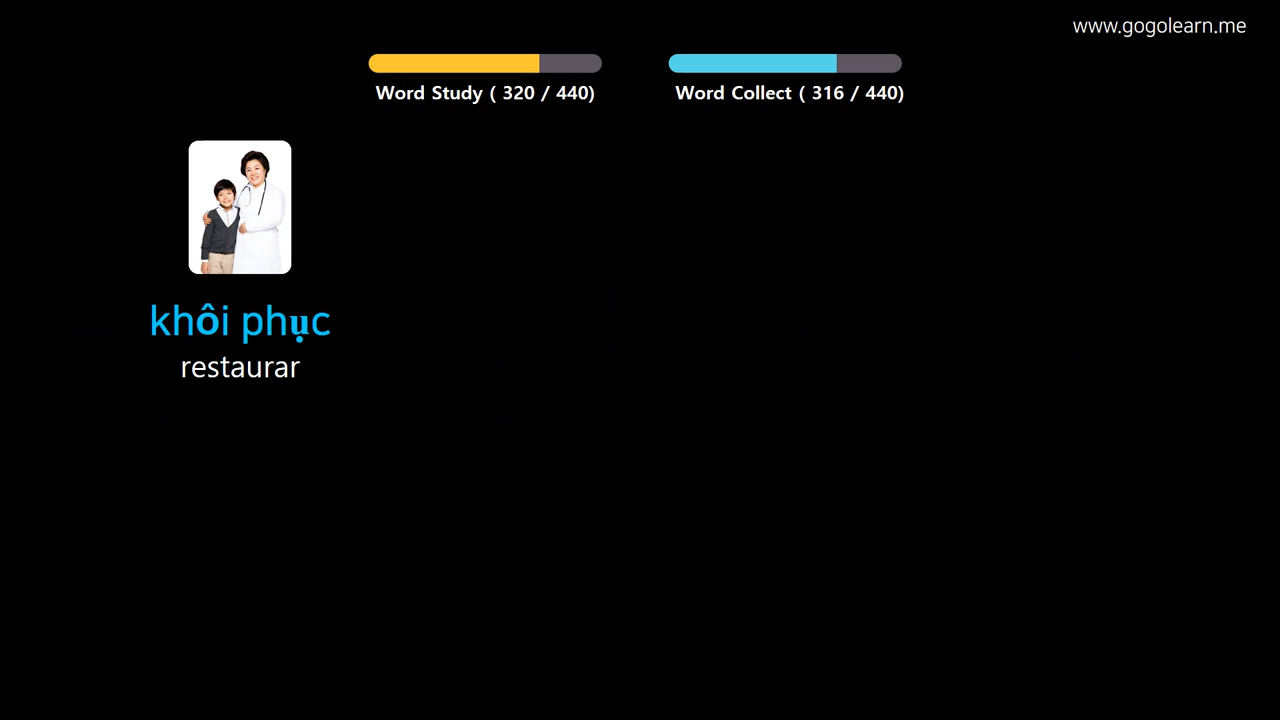 www.gogolearn.me
Word Study ( 320 / 440)
Word Collect ( 316 / 440)
khôi phục
restaurar